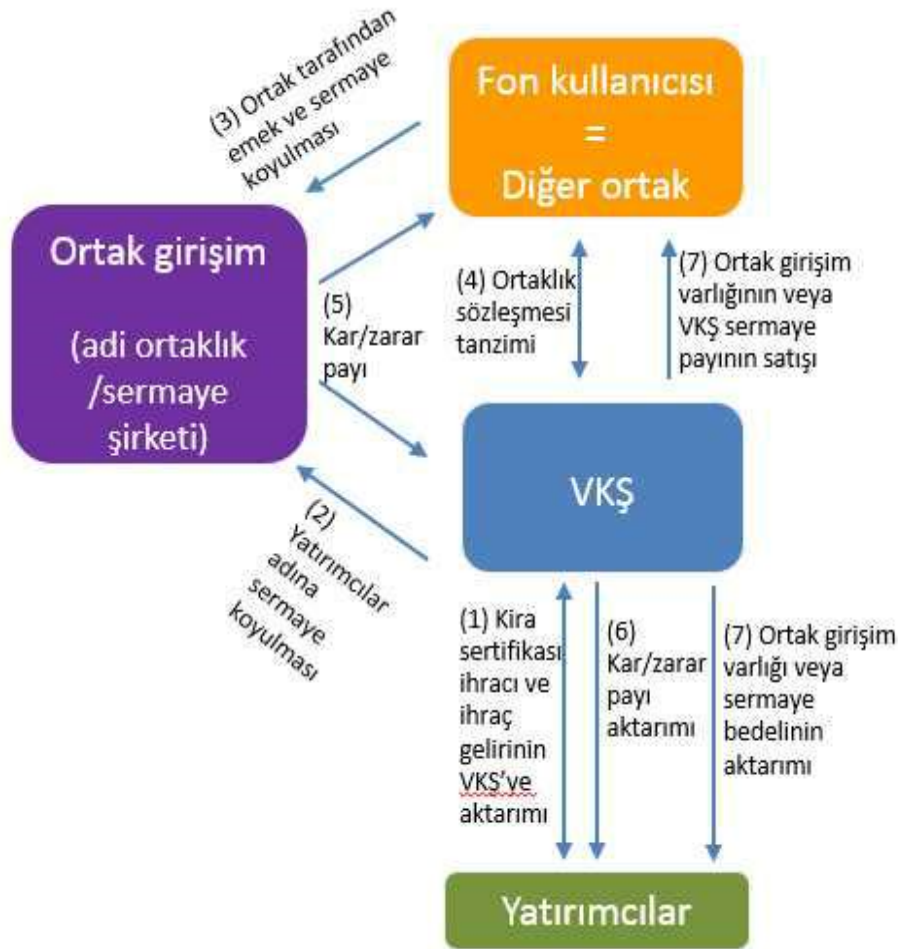 (3) Ortak tarafından
emek ve sermaye
koyulması
Fon kullanıcısı
=
Diğer ortak
Ortak girişim
(adi ortaklık
/sermaye
şirketi)
(5)
Kar/zarar
payı
(4) Ortaklık
sözleşmesi
tanzimi
(7) Ortak girişim
varlığının veya
VKŞ sermaye
payının satışı
VKŞ
(2)
Yatırımcılar
adına
sermaye
koyulması
(1) Kira
sertifikası
ihracı ve
ihraç
gelirinin
VKŞ'ye
aktarımı
(6)
Kar/zarar
payı
aktarımı
(7) Ortak girişim
varlığı veya
sermaye
bedelinin
aktarımı
Yatırımcılar